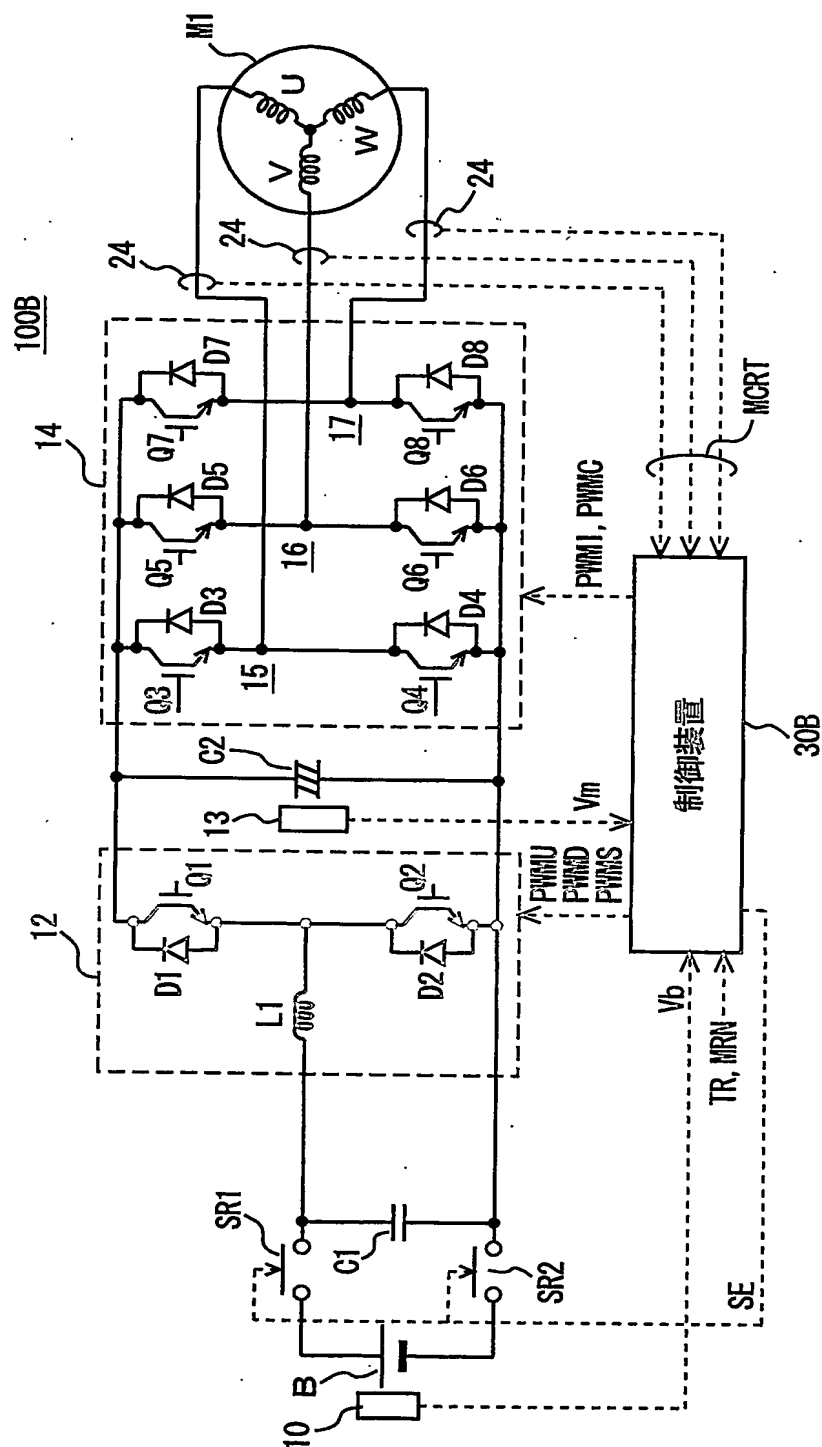 100B
M1
U
V
W
24
24
24
14
Q7
D7
Q5
D5
Q3
D3
15
16
17
Q8
D8
Q6
D6
Q4
D4
C2
13
Vm
12
D1
Q1
D2
Q2
L1
PWMU
PWMD
PWMS
PWMI, PWMC
MCRT
制御装置
30B
SR1
C1
SR2
B
10
Vb
TR, MRN
SE